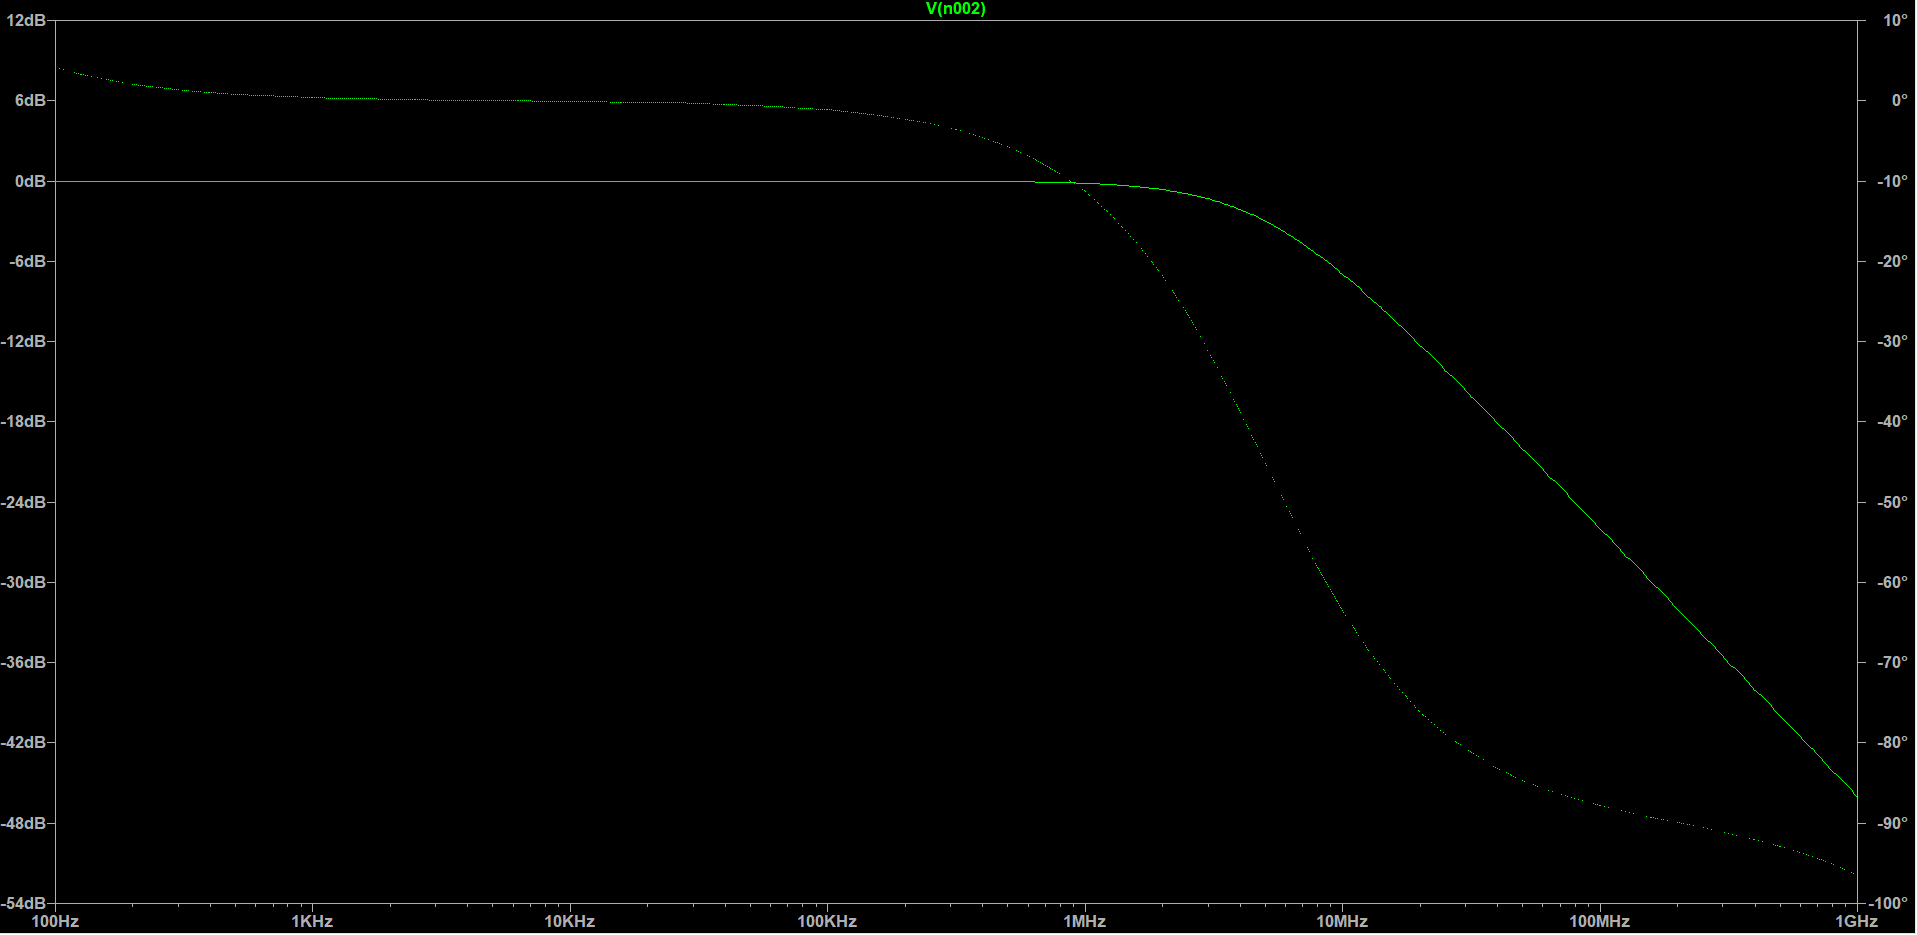 V(n002)
12dB
6dB
0dB
-6dB
-12dB
-18dB
-24dB
-30dB
-36dB
-42dB
-48dB
-54dB
10°
0°
-10°
-20°
-30°
-40°
-50°
-60°
-70°
-80°
-90°
-100°
100Hz 1KHz 10KHz 100KHz 1MHz 10MHz 100MHz 1GHz